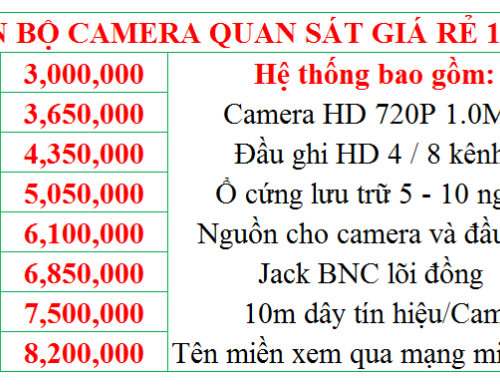 N BỘ CAMERA QUAN SÁT GIÁ RẺ 1
3,000,000 Hệ thống bao gồm:
3,650,000 Camera HD 720P 1.0M
4,350,000 Đầu ghi HD 4 / 8 kênh
5,050,000 Ổ cứng lưu trữ 5 - 10 ng
6,100,000 Nguồn cho camera và đầu
6,850,000 Jack BNC lõi đồng
7,500,000 10m dây tín hiệu/Cam
8,200,000 Tên miền xem qua mạng mi